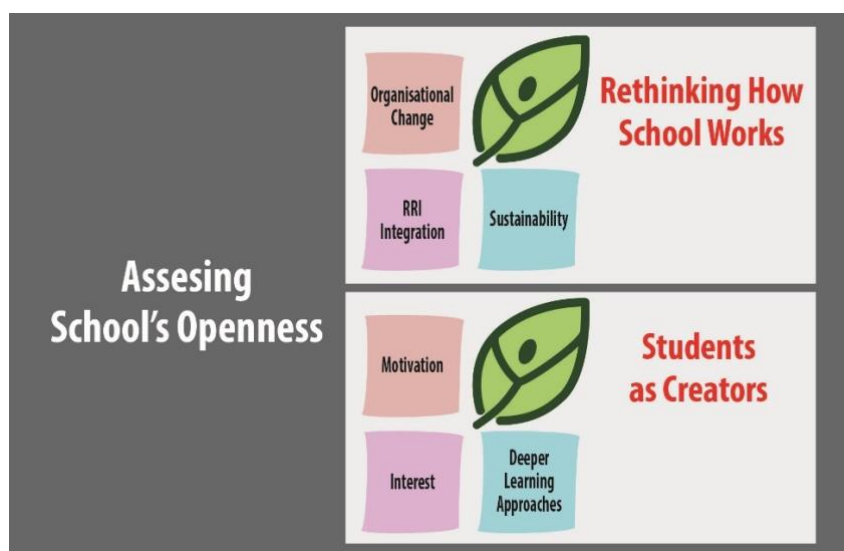 Assesing
School's Openness
Organisational
Change
Rethinking How
School Works
RRI
Integration
Sustainability
Motivation
Students
as Creators
Interest
Deeper
Learning
Approaches